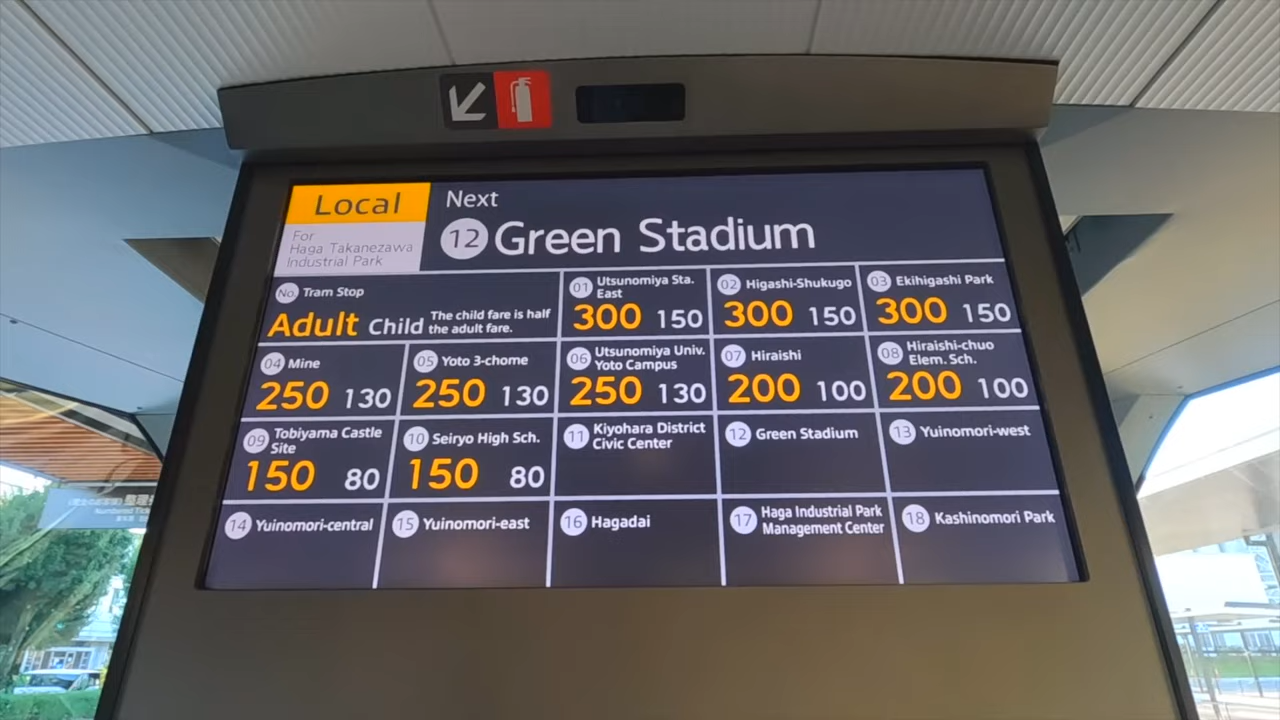 Local
For
Haga Takanezawa
Industrial Park
Next
12 Green Stadium
No. Tram Stop
Adult Child The child fare is half
the adult fare.
01 Utsunomiya Sta.
East
300 150
02 Higashi-Shukugo
300 150
03 Ekihigashi Park
300 150
04 Mine
250 130
05 Yoto 3-chome
250 130
06 Utsunomiya Univ.
Yoto Campus
250 130
07 Hiraishi
200 100
08 Hiraishi-chuo
Elem. Sch.
200 100
09 Tobiyama Castle
Site
150 80
10 Seiryo High Sch.
150 80
11 Kiyohara District
Civic Center
12 Green Stadium
13 Yuinomori-west
14 Yuinomori-central
15 Yuinomori-east
16 Hagadai
17 Haga Industrial Park
Management Center
18 Kashinomori Park
整理
Numbered